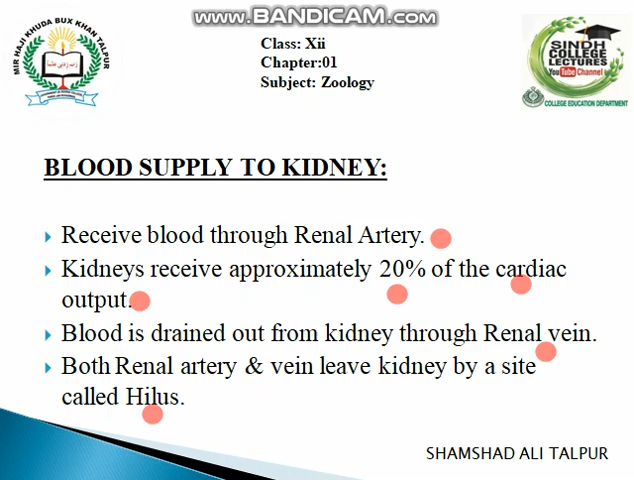 WWW.BANDICAM.COM
MIR HAJI KHUDA BUX KHAN TALPUR
Class: Xii
Chapter:01
Subject: Zoology
SINDH
COLLEGE
LECTURES
YouTube Channel
COLLEGE EDUCATION DEPARTMENT
BLOOD SUPPLY TO KIDNEY:
Receive blood through Renal Artery.
Kidneys receive approximately 20% of the cardiac
output.
Blood is drained out from kidney through Renal vein.
Both Renal artery & vein leave kidney by a site
called Hilus.
SHAMSHAD ALI TALPUR